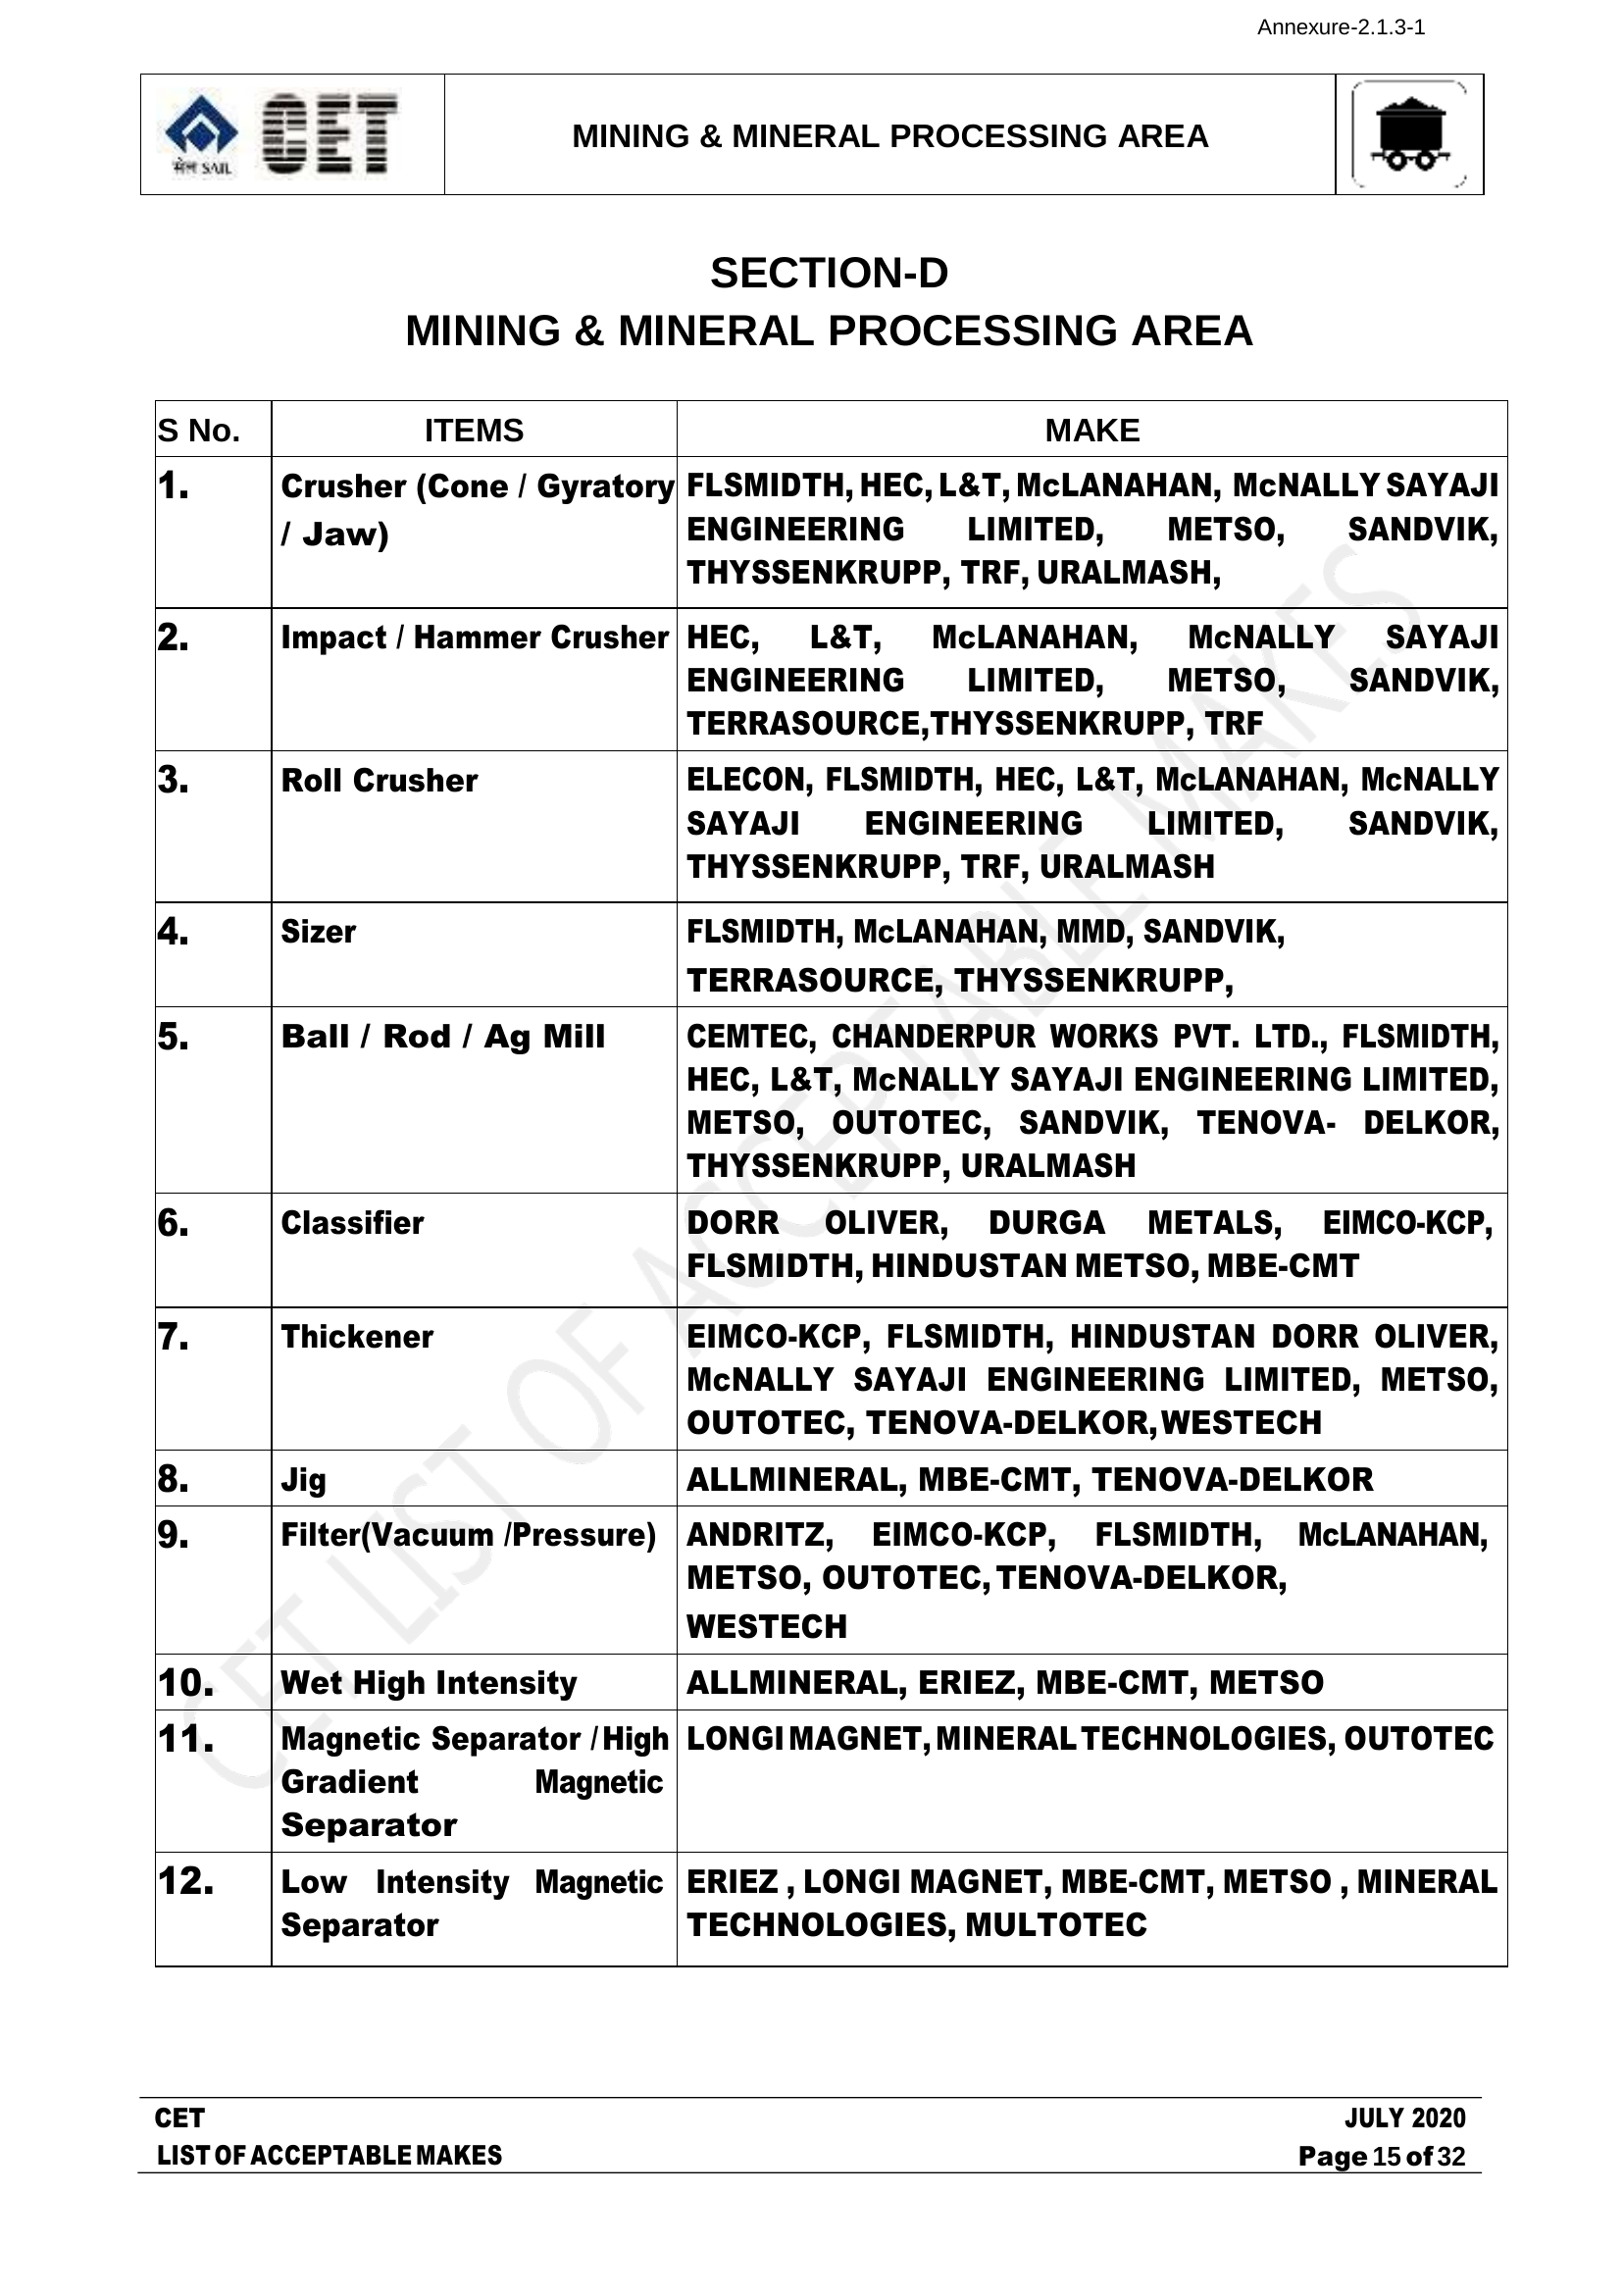 Annexure-2.1.3-1
सेल SAIL
CET
MINING & MINERAL PROCESSING AREA
SECTION-D
MINING & MINERAL PROCESSING AREA
S No. ITEMS MAKE
1. Crusher (Cone / Gyratory FLSMIDTH, HEC, L&T, McLANAHAN, McNALLY SAYAJI
/ Jaw) ENGINEERING LIMITED, METSO, SANDVIK,
THYSSENKRUPP, TRF, URALMASH,
2. Impact / Hammer Crusher HEC, L&T, McLANAHAN, McNALLY SAYAJI
ENGINEERING LIMITED, METSO, SANDVIK,
TERRASOURCE,THYSSENKRUPP, TRF
3. Roll Crusher ELECON, FLSMIDTH, HEC, L&T, McLANAHAN, McNALLY
SAYAJI ENGINEERING LIMITED, SANDVIK,
THYSSENKRUPP, TRF, URALMASH
4. Sizer FLSMIDTH, McLANAHAN, MMD, SANDVIK,
TERRASOURCE, THYSSENKRUPP,
5. Ball / Rod / Ag Mill CEMTEC, CHANDERPUR WORKS PVT. LTD., FLSMIDTH,
HEC, L&T, McNALLY SAYAJI ENGINEERING LIMITED,
METSO, OUTOTEC, SANDVIK, TENOVA- DELKOR,
THYSSENKRUPP, URALMASH
6. Classifier DORR OLIVER, DURGA METALS, EIMCO-KCP,
FLSMIDTH, HINDUSTAN METSO, MBE-CMT
7. Thickener EIMCO-KCP, FLSMIDTH, HINDUSTAN DORR OLIVER,
McNALLY SAYAJI ENGINEERING LIMITED, METSO,
OUTOTEC, TENOVA-DELKOR,WESTECH
8. Jig ALLMINERAL, MBE-CMT, TENOVA-DELKOR
9. Filter(Vacuum /Pressure) ANDRITZ, EIMCO-KCP, FLSMIDTH, McLANAHAN,
METSO, OUTOTEC, TENOVA-DELKOR,
WESTECH
10. Wet High Intensity ALLMINERAL, ERIEZ, MBE-CMT, METSO
11. Magnetic Separator / High LONGI MAGNET, MINERAL TECHNOLOGIES, OUTOTEC
Gradient Magnetic
Separator
12. Low Intensity Magnetic ERIEZ , LONGI MAGNET, MBE-CMT, METSO , MINERAL
Separator TECHNOLOGIES, MULTOTEC
CET LIST OF ACCEPTABLE MAKES
CET JULY 2020
LIST OF ACCEPTABLE MAKES Page 15 of 32